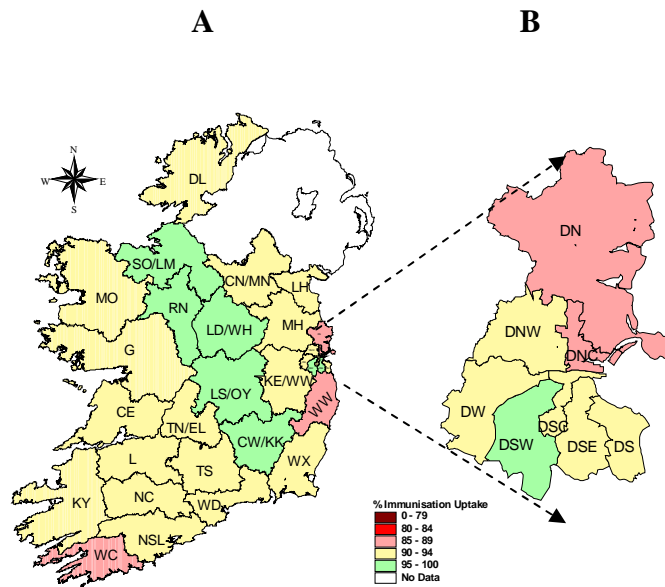 A B
N
W E
S
DL
DN
SO/LM
CN/MN
LH
MO
RN
LD/WH
MH
G
DNW
DNC
KE/WW
LS/OY
WW
CE
TN/EL
CW/KK
DW
DSC
DSW
DSE
DS
L
TS
WX
KY
NC
WD
NSL
WC
% Immunisation Uptake
0 - 79
80 - 84
85 - 89
90 - 94
95 - 100
No Data